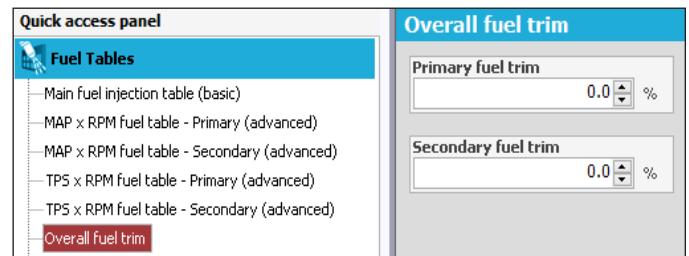 Quick access panel
Fuel Tables
Main fuel injection table (basic)
MAP x RPM fuel table - Primary (advanced)
MAP x RPM fuel table - Secondary (advanced)
TPS x RPM fuel table - Primary (advanced)
TPS x RPM fuel table - Secondary (advanced)
Overall fuel trim
Overall fuel trim
Primary fuel trim
0.0 %
Secondary fuel trim
0.0 %